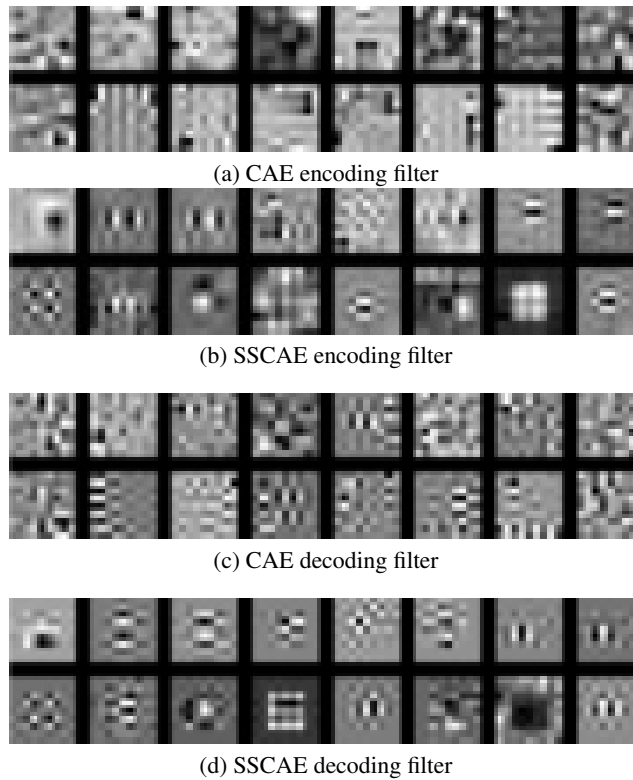 (a) CAE encoding filter
(b) SSCAE encoding filter
(c) CAE decoding filter
(d) SSCAE decoding filter